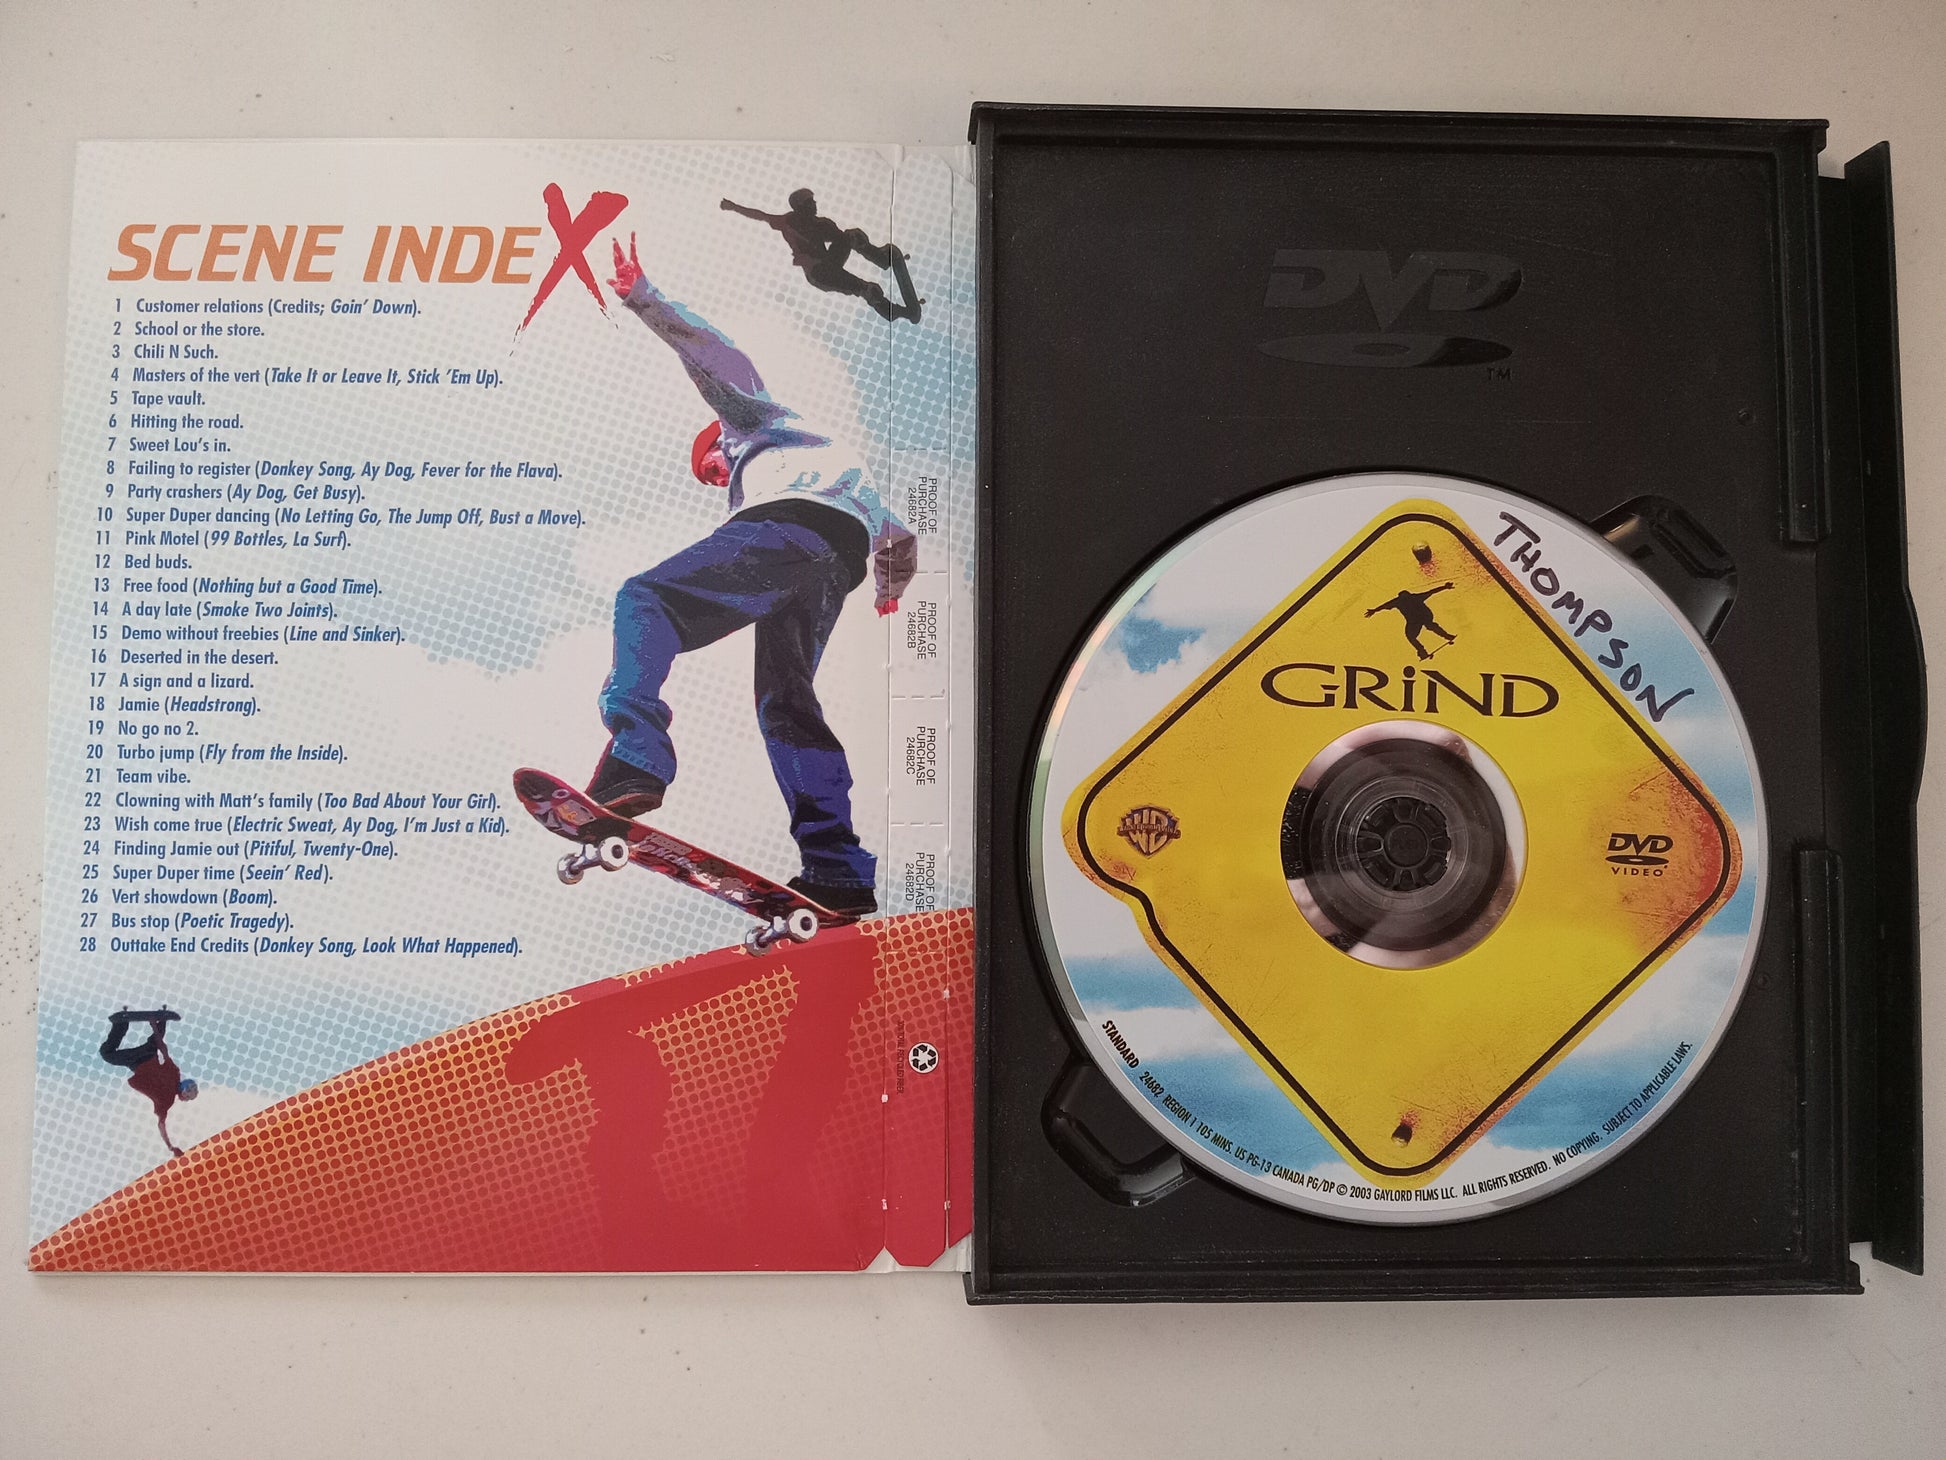 SCENE INDEX
1 Customer relations (Credits; Goin' Down).
2 School or the store.
3 Chili N Such.
4 Masters of the vert (Take It or Leave It, Stick 'Em Up).
5 Tape vault.
6 Hitting the road.
7 Sweet Lou's in.
8 Failing to register (Donkey Song, Ay Dog, Fever for the Flava).
9 Party crashers (Ay Dog, Get Busy).
10 Super Duper dancing (No Letting Go, The Jump Off, Bust a Move).
11 Pink Motel (99 Bottles, La Surf).
12 Bed buds.
13 Free food (Nothing but a Good Time).
14 A day late (Smoke Two Joints).
15 Demo without freebies (Line and Sinker).
16 Deserted in the desert.
17 A sign and a lizard.
18 Jamie (Headstrong).
19 No go no 2.
20 Turbo jump (Fly from the Inside).
21 Team vibe.
22 Clowning with Matt's family (Too Bad About Your Girl).
23 Wish come true (Electric Sweat, Ay Dog, I'm Just a Kid).
24 Finding Jamie out (Pitiful, Twenty-One).
25 Super Duper time (Seein' Red).
26 Vert showdown (Boom).
27 Bus stop (Poetic Tragedy).
28 Outtake End Credits (Donkey Song, Look What Happened).
PROOF OF
PURCHASE
24682A
PROOF OF
PURCHASE
24682B
PROOF OF
PURCHASE
24682C
PROOF OF
PURCHASE
24682D
DVD
TM
THOMPSON
GRiND
WB
DVD
VIDEO
STANDARD 24682 REGION 1 105 MINS. US PG-13 CANADA PG/DP © 2003 GAYLORD FILMS LLC. ALL RIGHTS RESERVED. NO COPYING. SUBJECT TO APPLICABLE LAWS.